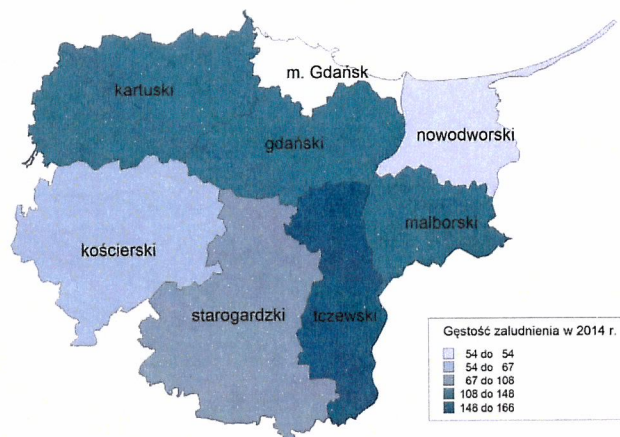 m. Gdańsk
kartuski
nowodworski
gdański
malborski
kościerski
starogardzki
tczewski
Gęstość zaludnienia w 2014 r.
54 do 54
54 do 67
67 do 108
108 do 148
148 do 166